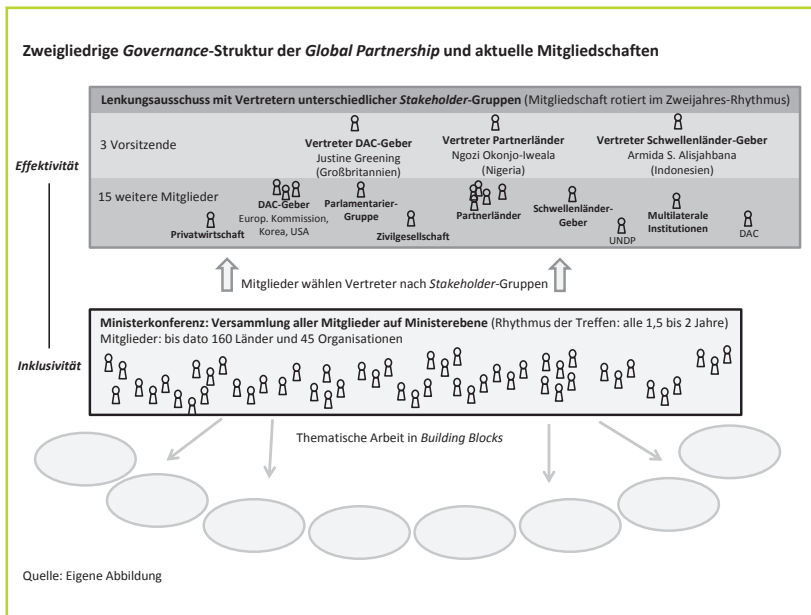 Zweigliedrige Governance-Struktur der Global Partnership und aktuelle Mitgliedschaften
Lenkungsausschuss mit Vertretern unterschiedlicher Stakeholder-Gruppen (Mitgliedschaft rotiert im Zweijahres-Rhythmus)
Effektivität
3 Vorsitzende
Vertreter DAC-Geber
Justine Greening
(Großbritannien)
Vertreter Partnerländer
Ngozi Okonjo-Iweala
(Nigeria)
Vertreter Schwellenländer-Geber
Armida S. Alisjahbana
(Indonesien)
15 weitere Mitglieder
Privatwirtschaft
DAC-Geber
Europ. Kommission,
Korea, USA
Parlamentarier-
Gruppe
Zivilgesellschaft
Partnerländer
Schwellenländer-
Geber
UNDP
Multilaterale
Institutionen
DAC
Mitglieder wählen Vertreter nach Stakeholder-Gruppen
Ministerkonferenz: Versammlung aller Mitglieder auf Ministerebene (Rhythmus der Treffen: alle 1,5 bis 2 Jahre)
Mitglieder: bis dato 160 Länder und 45 Organisationen
Inklusivität
Thematische Arbeit in Building Blocks
Quelle: Eigene Abbildung